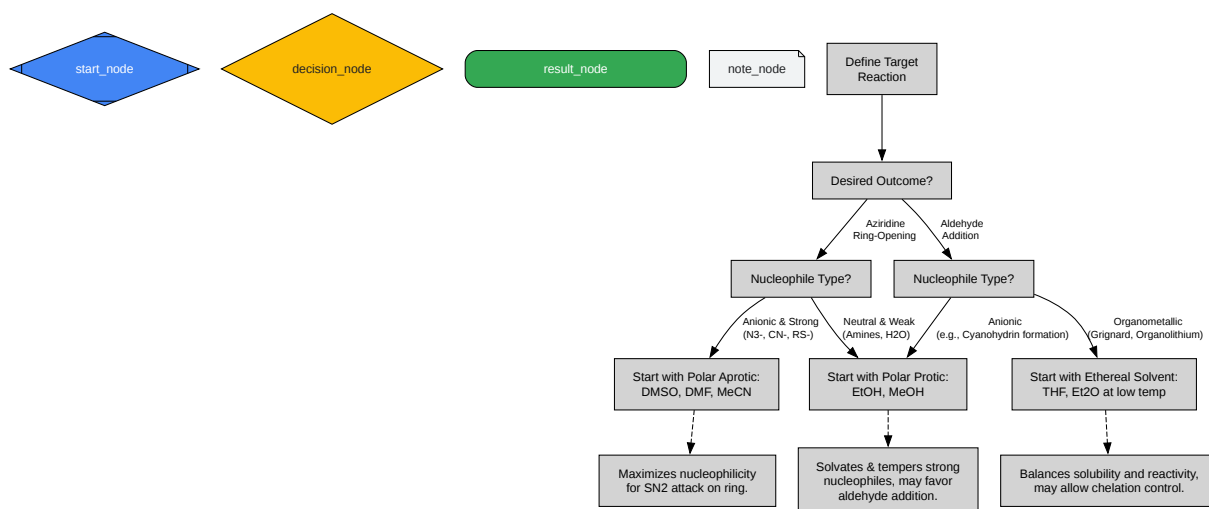 start_node
decision_node
result_node
note_node
Define Target
Reaction
Desired Outcome?
Aziridine
Ring-Opening
Aldehyde
Addition
Nucleophile Type?
Nucleophile Type?
Anionic & Strong
(N3-, CN-, RS-)
Neutral & Weak
(Amines, H2O)
Anionic
(e.g., Cyanohydrin formation)
Organometallic
(Grignard, Organolithium)
Start with Polar Aprotic:
DMSO, DMF, MeCN
Start with Polar Protic:
EtOH, MeOH
Start with Ethereal Solvent:
THF, Et2O at low temp
Maximizes nucleophilicity
for SN2 attack on ring.
Solvates & tempers strong
nucleophiles, may favor
aldehyde addition.
Balances solubility and reactivity,
may allow chelation control.